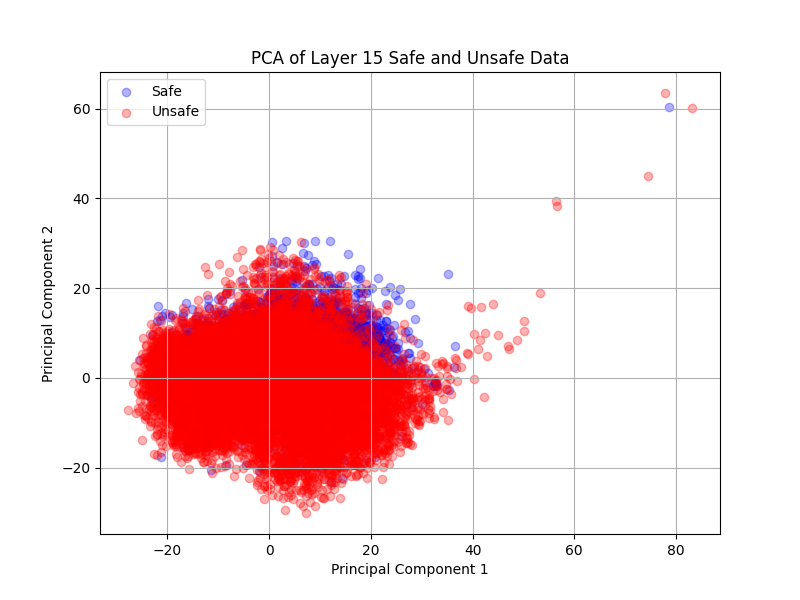 PCA of Layer 15 Safe and Unsafe Data
Safe
Unsafe
60
40
20
0
−20
Principal Component 2
−20 0 20 40 60 80
Principal Component 1